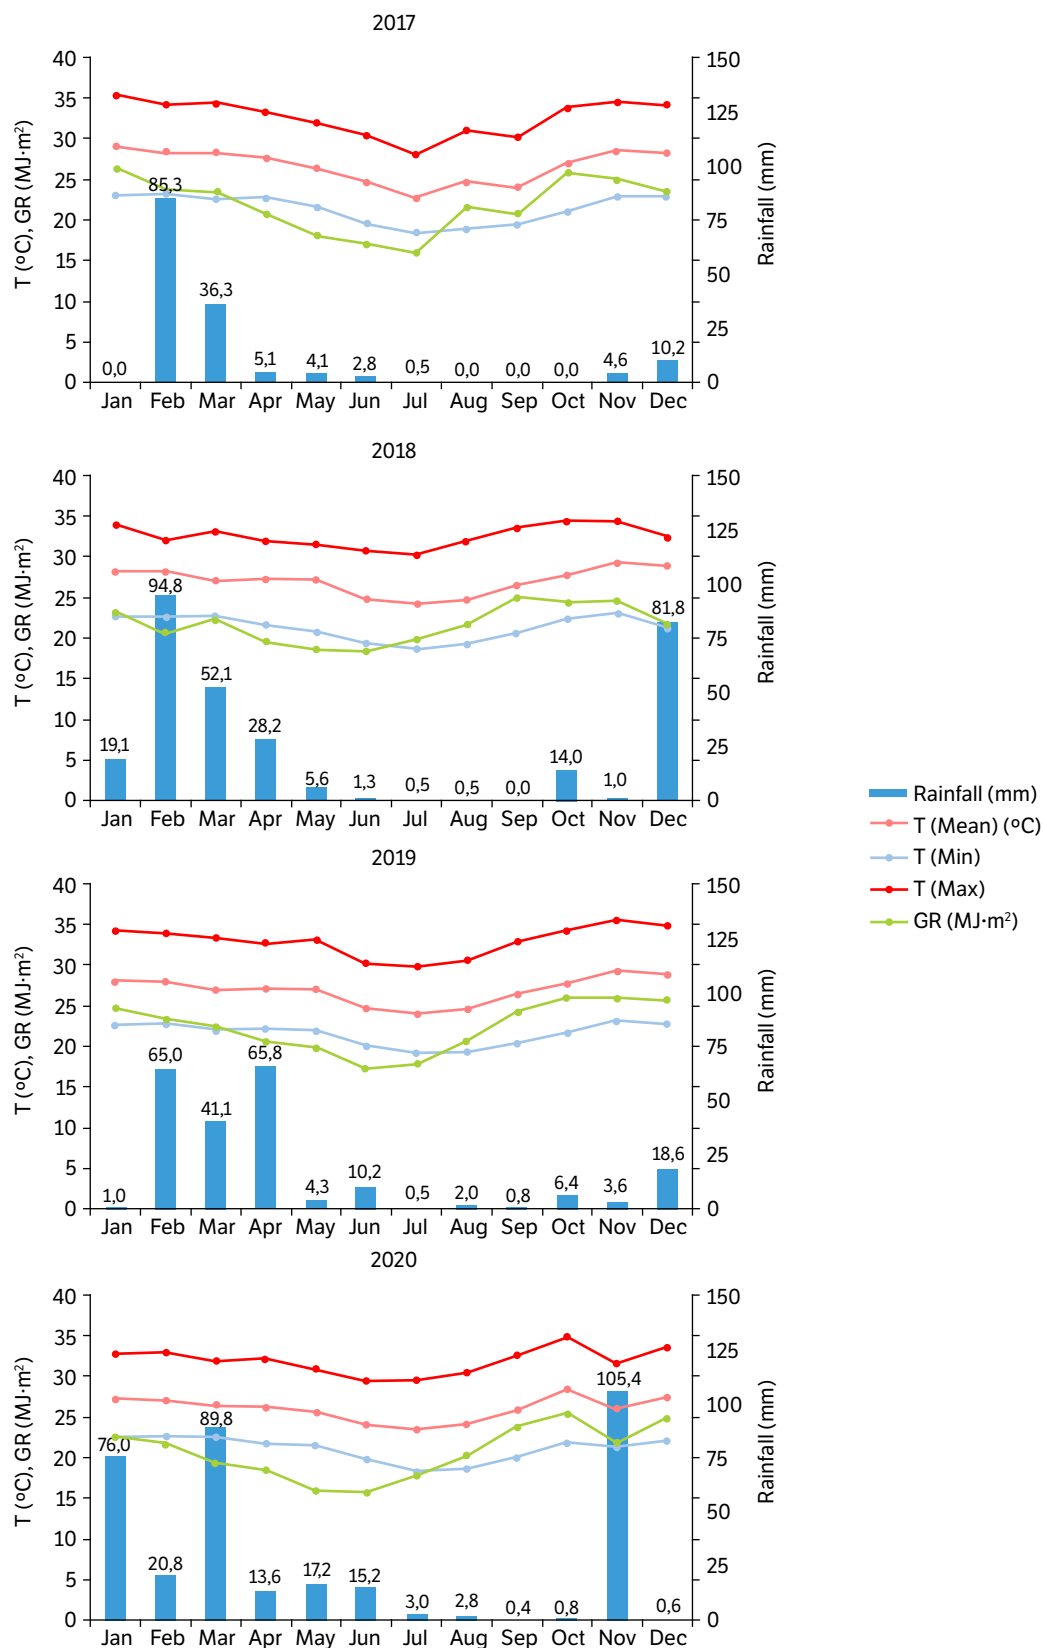 2017
T (ºC), GR (MJ·m²)
Rainfall (mm)
40 35 30 25 20 15 10 5 0
150 125 100 75 50 25 0
0,0 85,3 36,3 5,1 4,1 2,8 0,5 0,0 0,0 0,0 4,6 10,2
Jan Feb Mar Apr May Jun Jul Aug Sep Oct Nov Dec
2018
T (ºC), GR (MJ·m²)
Rainfall (mm)
40 35 30 25 20 15 10 5 0
150 125 100 75 50 25 0
19,1 94,8 52,1 28,2 5,6 1,3 0,5 0,5 0,0 14,0 1,0 81,8
Jan Feb Mar Apr May Jun Jul Aug Sep Oct Nov Dec
Rainfall (mm)
T (Mean) (ºC)
T (Min)
T (Max)
GR (MJ·m²)
2019
T (ºC), GR (MJ·m²)
Rainfall (mm)
40 35 30 25 20 15 10 5 0
150 125 100 75 50 25 0
1,0 65,0 41,1 65,8 4,3 10,2 0,5 2,0 0,8 6,4 3,6 18,6
Jan Feb Mar Apr May Jun Jul Aug Sep Oct Nov Dec
2020
T (ºC), GR (MJ·m²)
Rainfall (mm)
40 35 30 25 20 15 10 5 0
150 125 100 75 50 25 0
76,0 20,8 89,8 13,6 17,2 15,2 3,0 2,8 0,4 0,8 105,4 0,6
Jan Feb Mar Apr May Jun Jul Aug Sep Oct Nov Dec